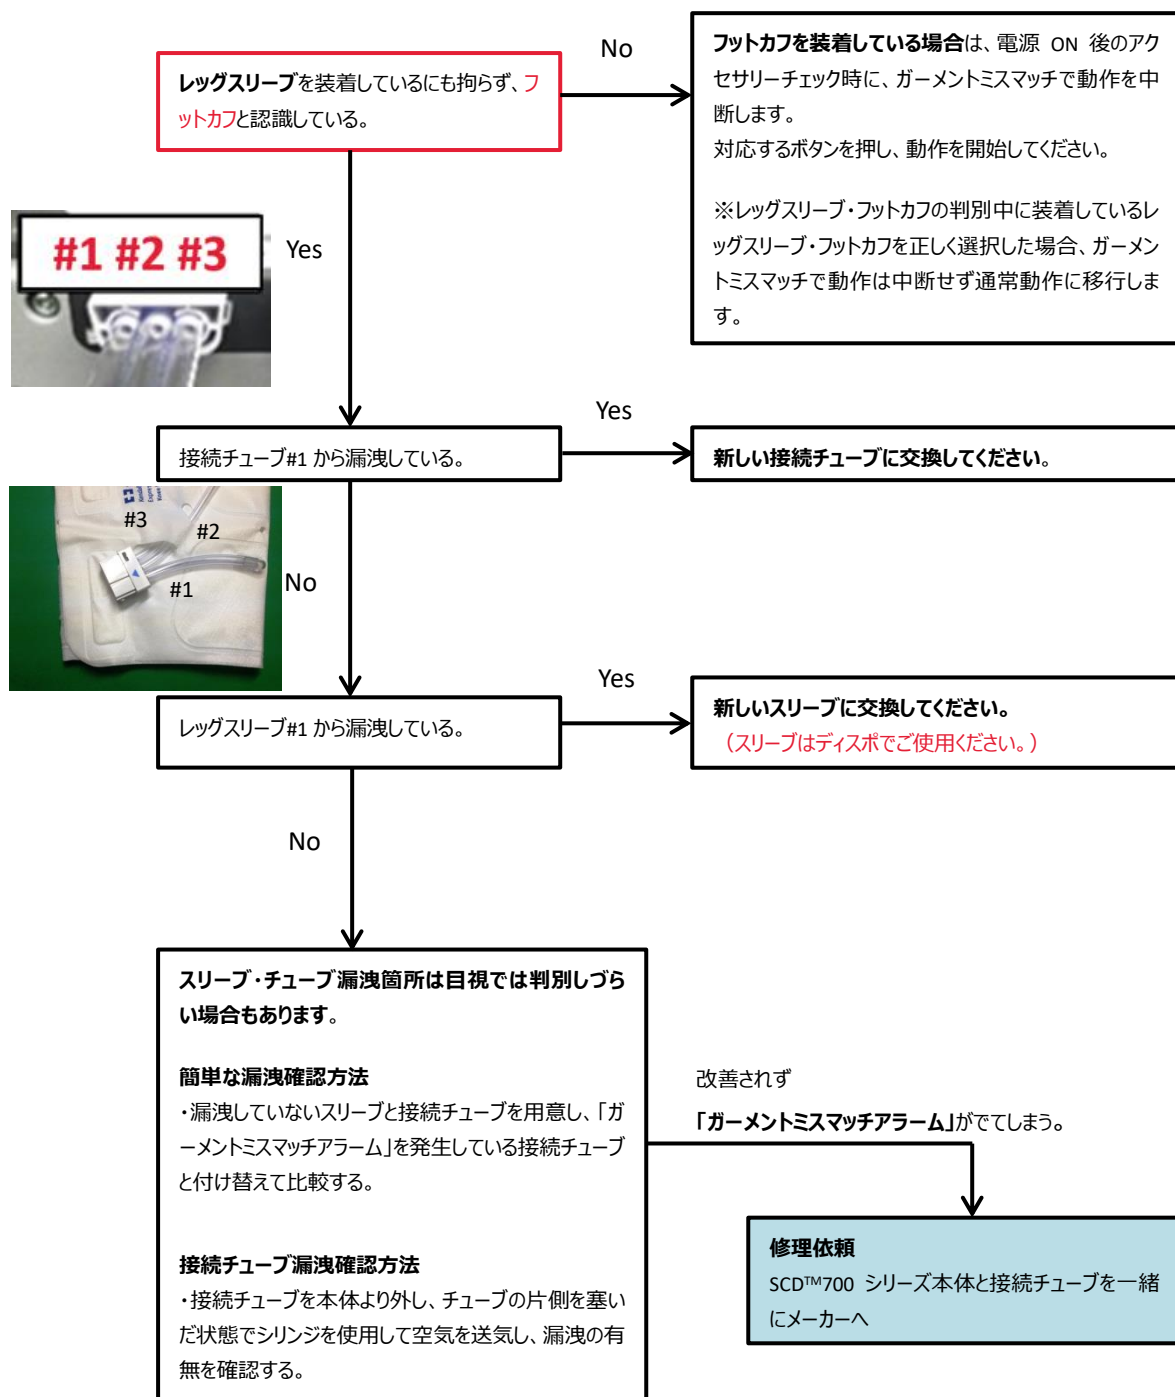 No
フットカフを装着している場合は、電源 ON 後のアク
セサリーチェック時に、ガーメントミスマッチで動作を中
断します。
対応するボタンを押し、動作を開始してください。
※レッグスリーブ・フットカフの判別中に装着しているレ
ッグスリーブ・フットカフを正しく選択した場合、ガーメン
トミスマッチで動作は中断せず通常動作に移行しま
す。
レッグスリーブを装着しているにも拘らず、フ
ットカフと認識している。
#1 #2 #3
Yes
接続チューブ#1 から漏洩している。
Yes
新しい接続チューブに交換してください。
#3
#2
#1
No
レッグスリーブ#1 から漏洩している。
Yes
新しいスリーブに交換してください。
（スリーブはディスポでご使用ください。）
No
スリーブ・チューブ漏洩箇所は目視では判別しづら
い場合もあります。
簡単な漏洩確認方法
・漏洩していないスリーブと接続チューブを用意し、「ガ
ーメントミスマッチアラーム」を発生している接続チューブ
と付け替えて比較する。
接続チューブ漏洩確認方法
・接続チューブを本体より外し、チューブの片側を塞い
だ状態でシリンジを使用して空気を送気し、漏洩の有
無を確認する。
改善されず
「ガーメントミスマッチアラーム」がでてしまう。
修理依頼
SCD™700 シリーズ本体と接続チューブを一緒
にメーカーへ